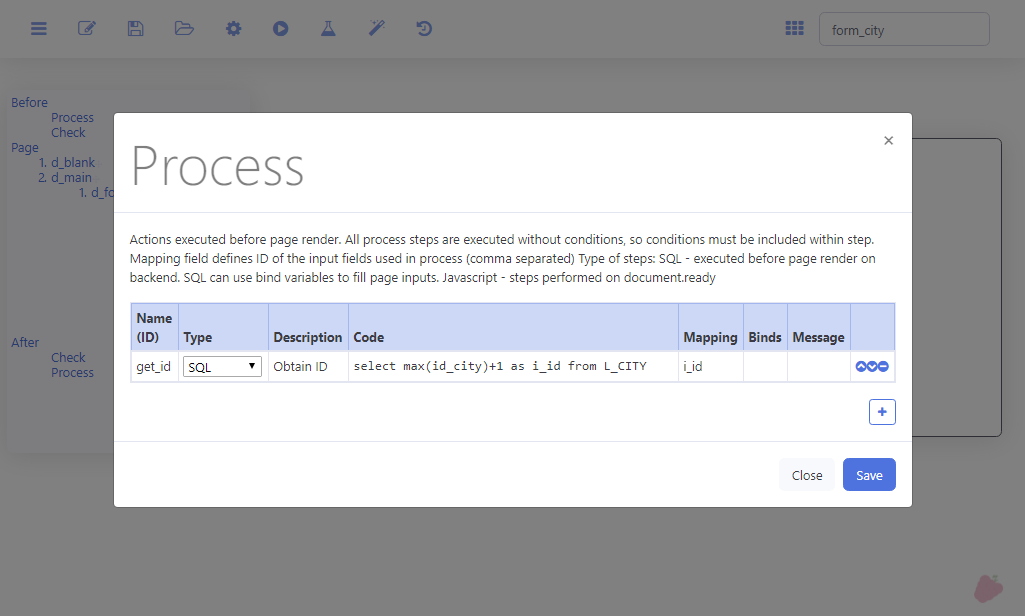 form_city
Before
Process
Check
Page
1. d_blank
2. d_main
1. d_fo
After
Check
Process
×
Process
Actions executed before page render. All process steps are executed without conditions, so conditions must be included within step.
Mapping field defines ID of the input fields used in process (comma separated) Type of steps: SQL - executed before page render on
backend. SQL can use bind variables to fill page inputs. Javascript - steps performed on document.ready
Name (ID) Type Description Code Mapping Binds Message
get_id SQL Obtain ID select max(id_city)+1 as i_id from L_CITY i_id
+
Close Save